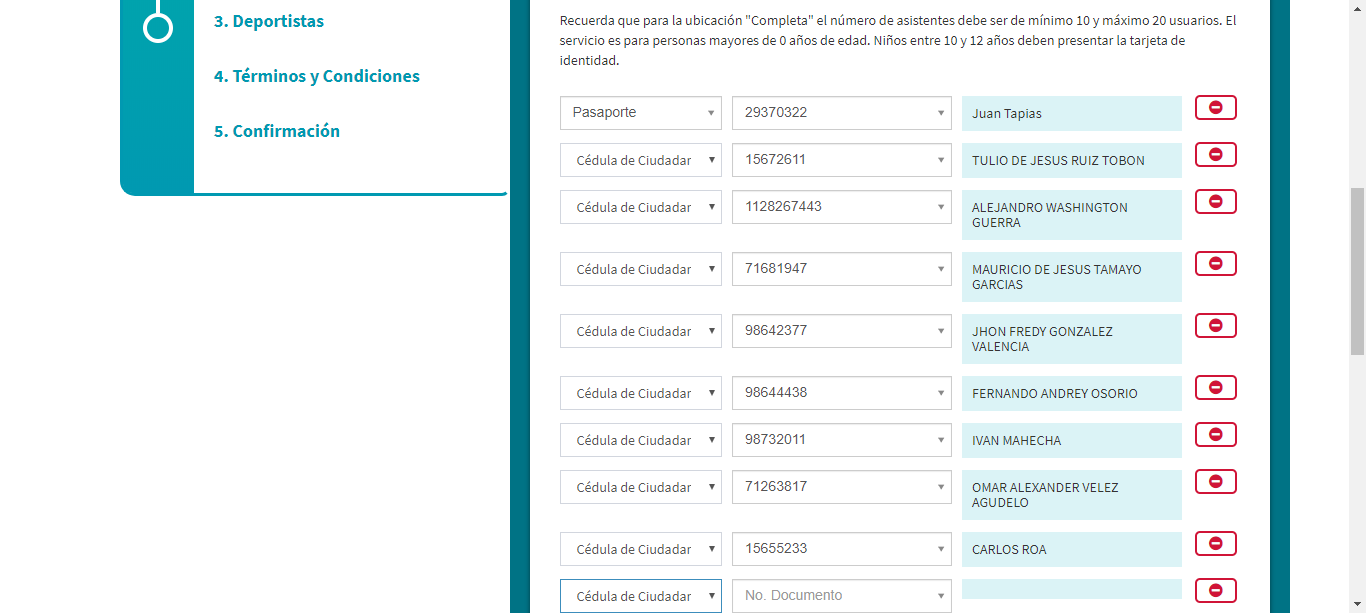 3. Deportistas
4. Términos y Condiciones
5. Confirmación
Recuerda que para la ubicación "Completa" el número de asistentes debe ser de mínimo 10 y máximo 20 usuarios. El
servicio es para personas mayores de 0 años de edad. Niños entre 10 y 12 años deben presentar la tarjeta de
identidad.
Pasaporte 29370322 Juan Tapias
Cédula de Ciudadar 15672611 TULIO DE JESUS RUIZ TOBON
Cédula de Ciudadar 1128267443 ALEJANDRO WASHINGTON
GUERRA
Cédula de Ciudadar 71681947 MAURICIO DE JESUS TAMAYO
GARCIAS
Cédula de Ciudadar 98642377 JHON FREDY GONZALEZ
VALENCIA
Cédula de Ciudadar 98644438 FERNANDO ANDREY OSORIO
Cédula de Ciudadar 98732011 IVAN MAHECHA
Cédula de Ciudadar 71263817 OMAR ALEXANDER VELEZ
AGUDELO
Cédula de Ciudadar 15655233 CARLOS ROA
Cédula de Ciudadar No. Documento